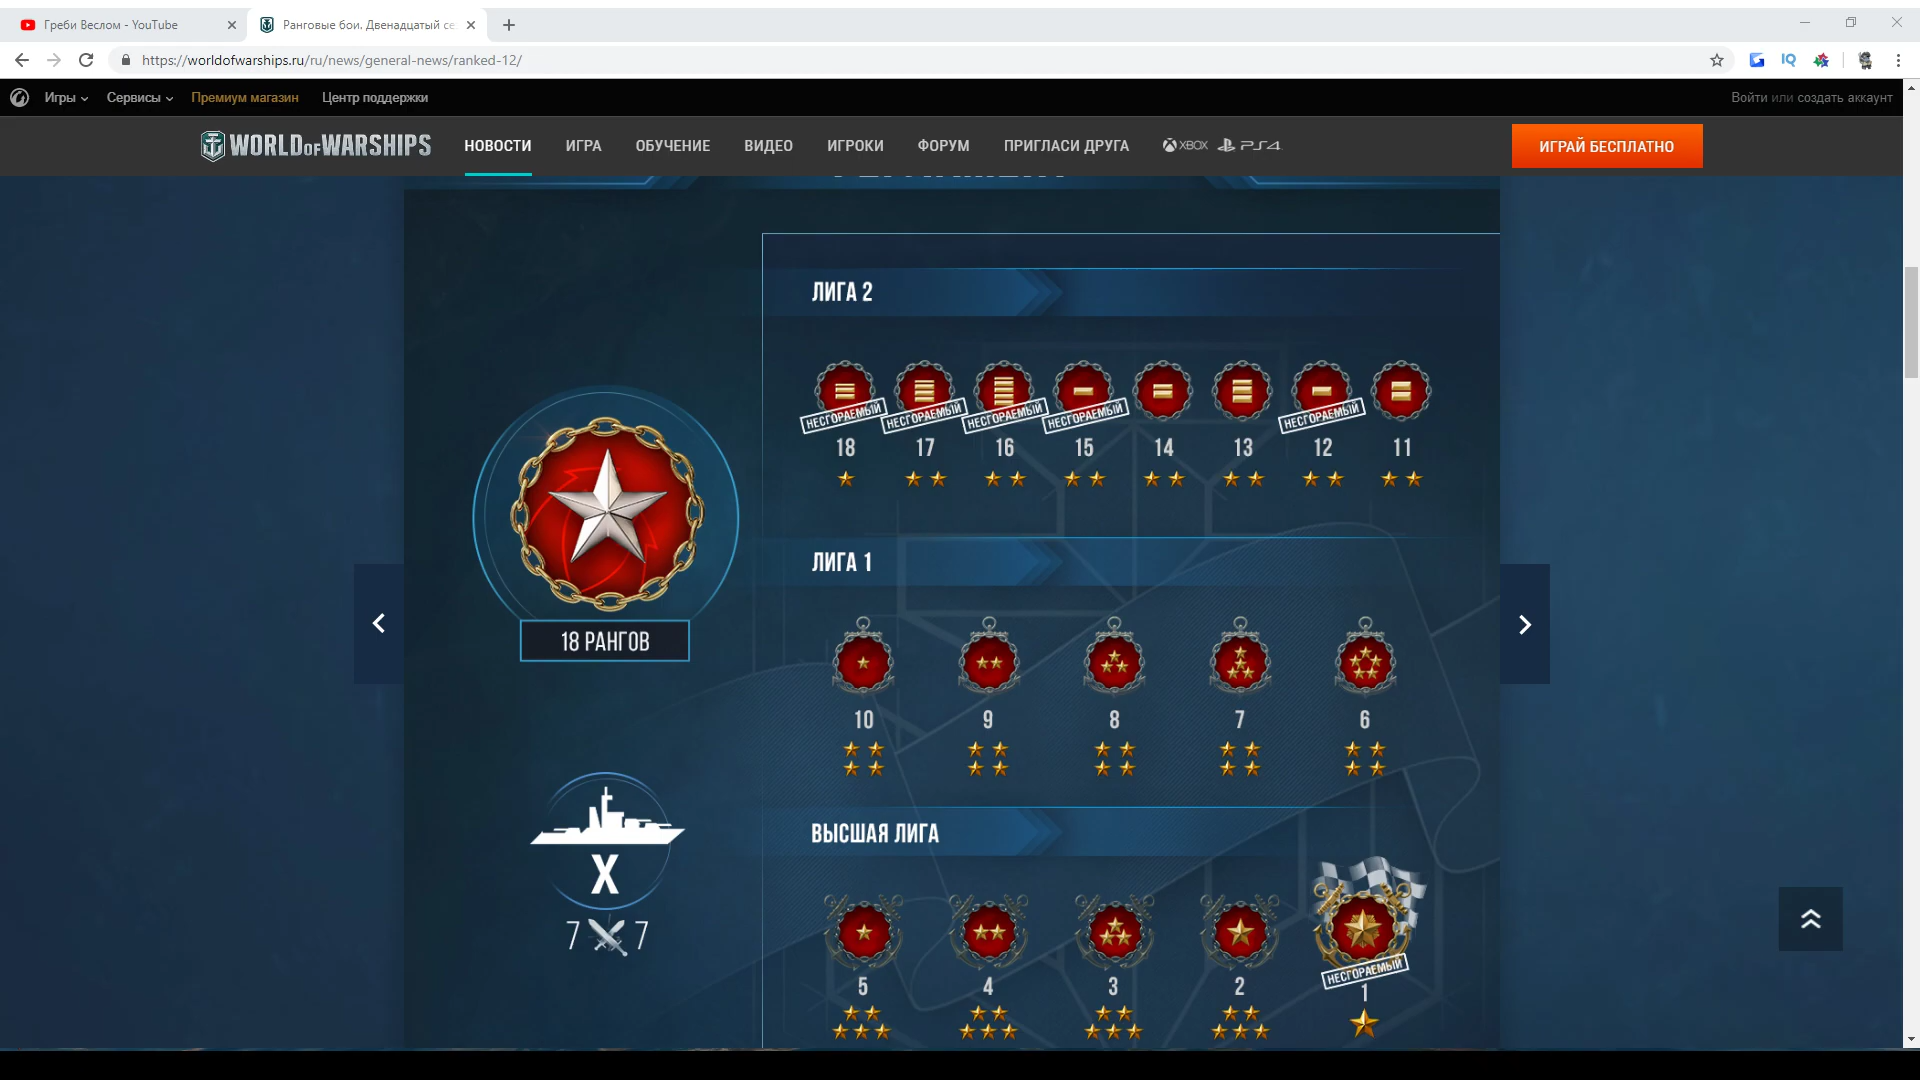 Греби Веслом - YouTube
Ранговые бои. Двенадцатый се
https://worldofwarships.ru/ru/news/general-news/ranked-12/
IQ
Игры
Сервисы
Премиум магазин
Центр поддержки
Войти или создать аккаунт
WORLD OF WARSHIPS
НОВОСТИ
ИГРА
ОБУЧЕНИЕ
ВИДЕО
ИГРОКИ
ФОРУМ
ПРИГЛАСИ ДРУГА
XBOX
PS4
ИГРАЙ БЕСПЛАТНО
ЛИГА 2
НЕСГОРАЕМЫЙ
НЕСГОРАЕМЫЙ
НЕСГОРАЕМЫЙ
НЕСГОРАЕМЫЙ
НЕСГОРАЕМЫЙ
18 17 16 15 14 13 12 11
18 РАНГОВ
ЛИГА 1
10 9 8 7 6
X
7 7
ВЫСШАЯ ЛИГА
НЕСГОРАЕМЫЙ
5 4 3 2 1